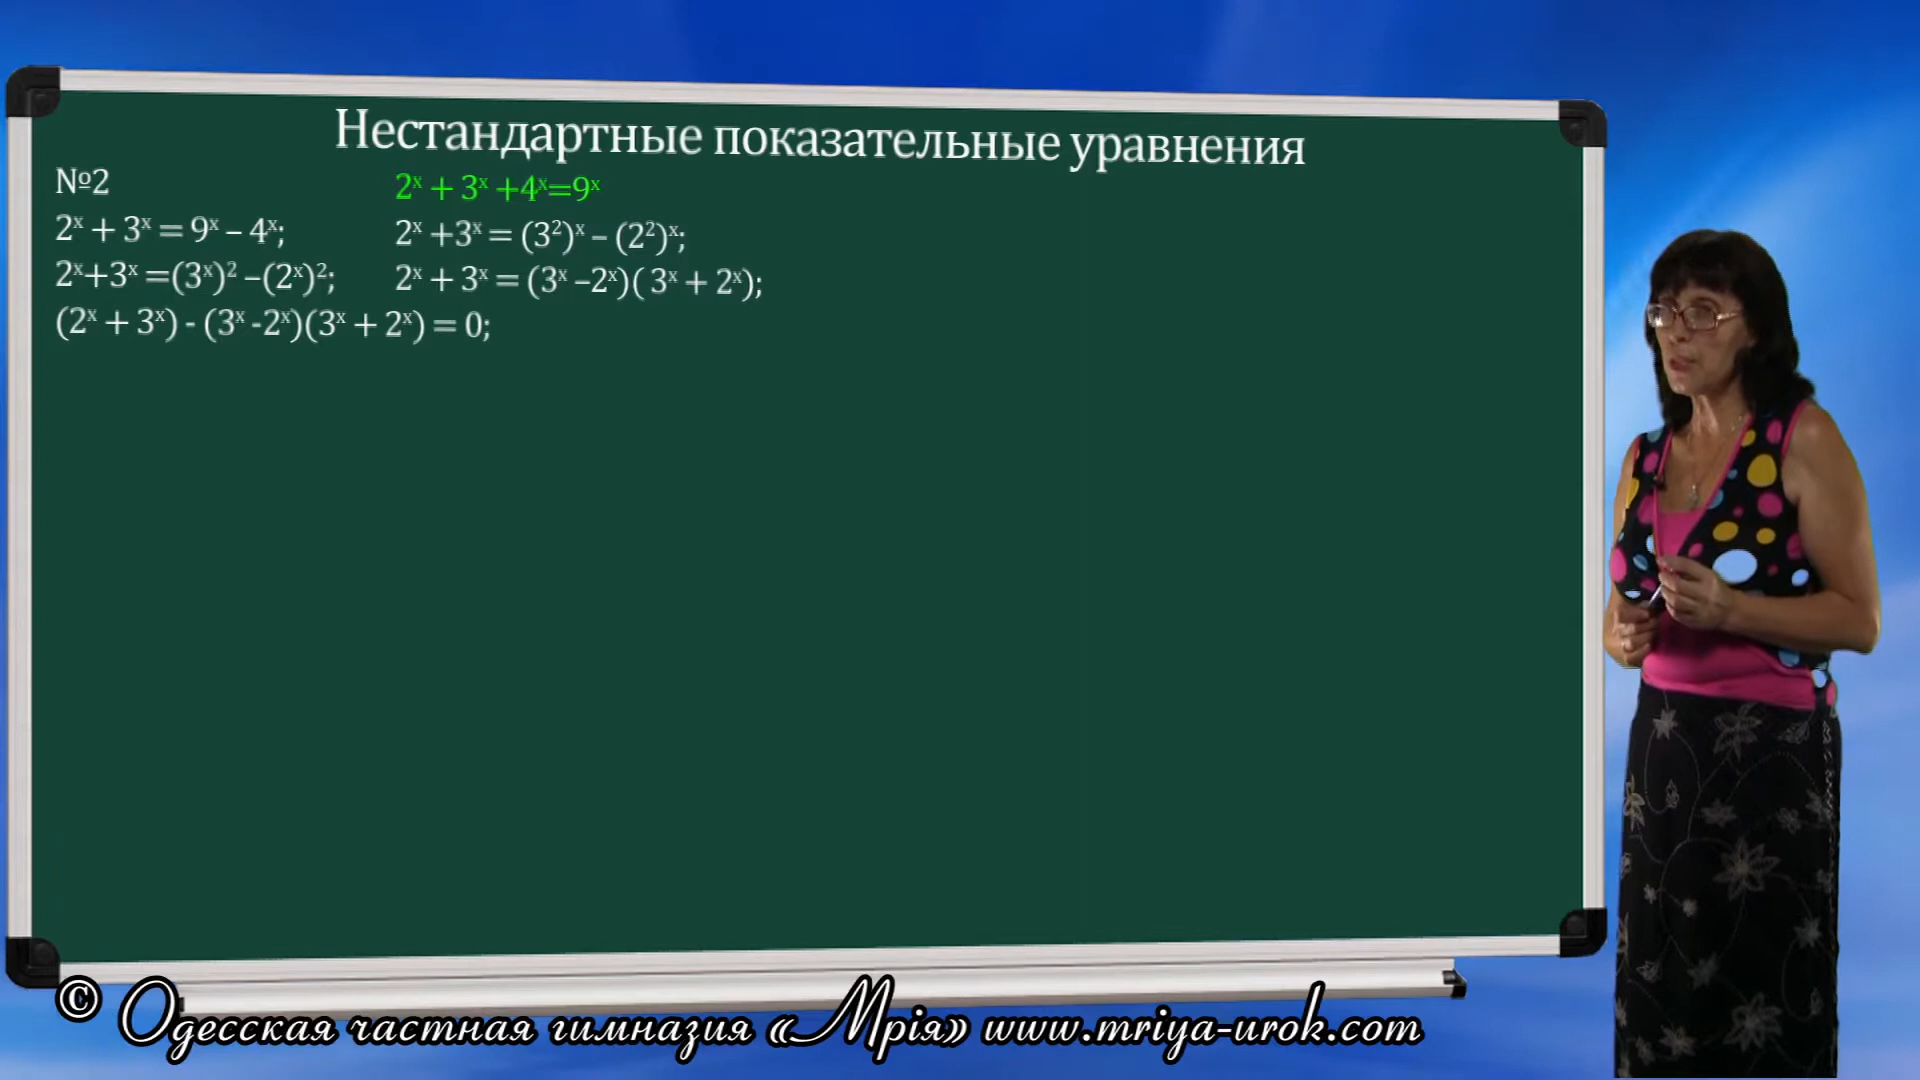 Нестандартные показательные уравнения
№2 2ˣ + 3ˣ +4ˣ=9ˣ
2ˣ + 3ˣ = 9ˣ – 4ˣ; 2ˣ +3ˣ = (3²)ˣ – (2²)ˣ;
2ˣ+3ˣ =(3ˣ)² –(2ˣ)²; 2ˣ + 3ˣ = (3ˣ –2ˣ)( 3ˣ + 2ˣ);
(2ˣ + 3ˣ) - (3ˣ -2ˣ)(3ˣ + 2ˣ) = 0;
© Одесская частная гимназия «Мрія» www.mriya-urok.com